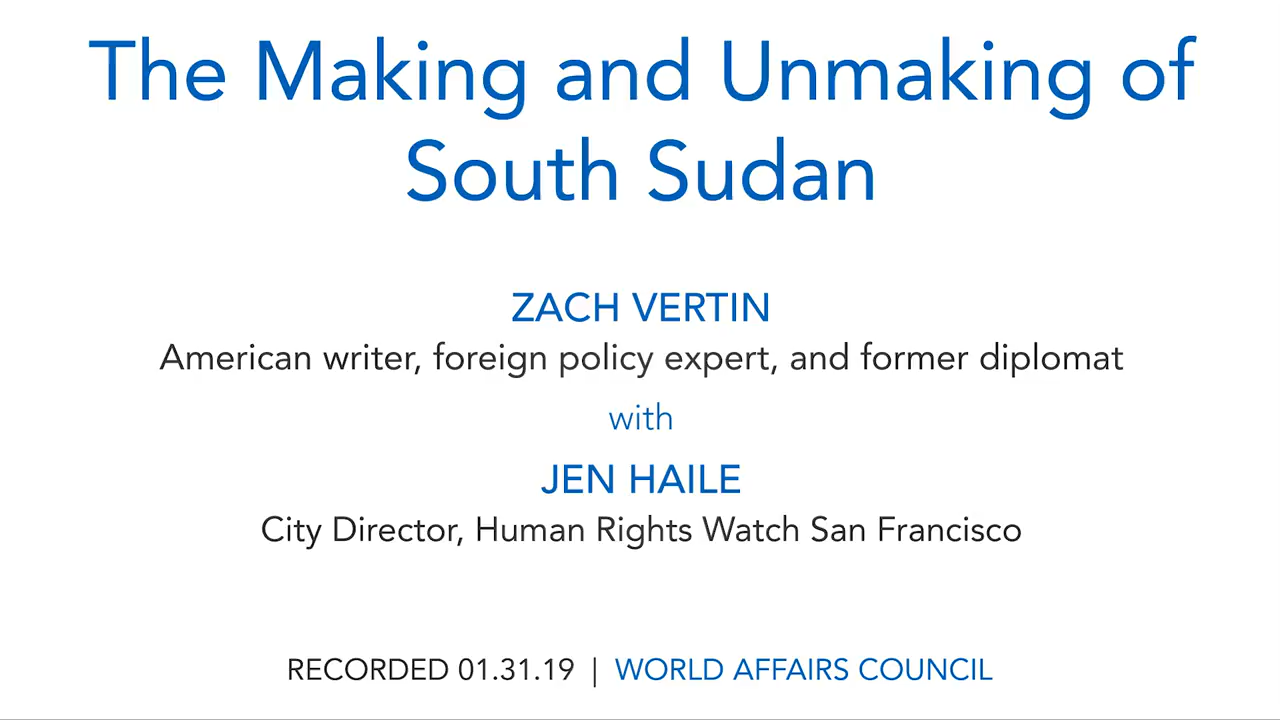 The Making and Unmaking of
South Sudan
ZACH VERTIN
American writer, foreign policy expert, and former diplomat
with
JEN HAILE
City Director, Human Rights Watch San Francisco
RECORDED 01.31.19 | WORLD AFFAIRS COUNCIL